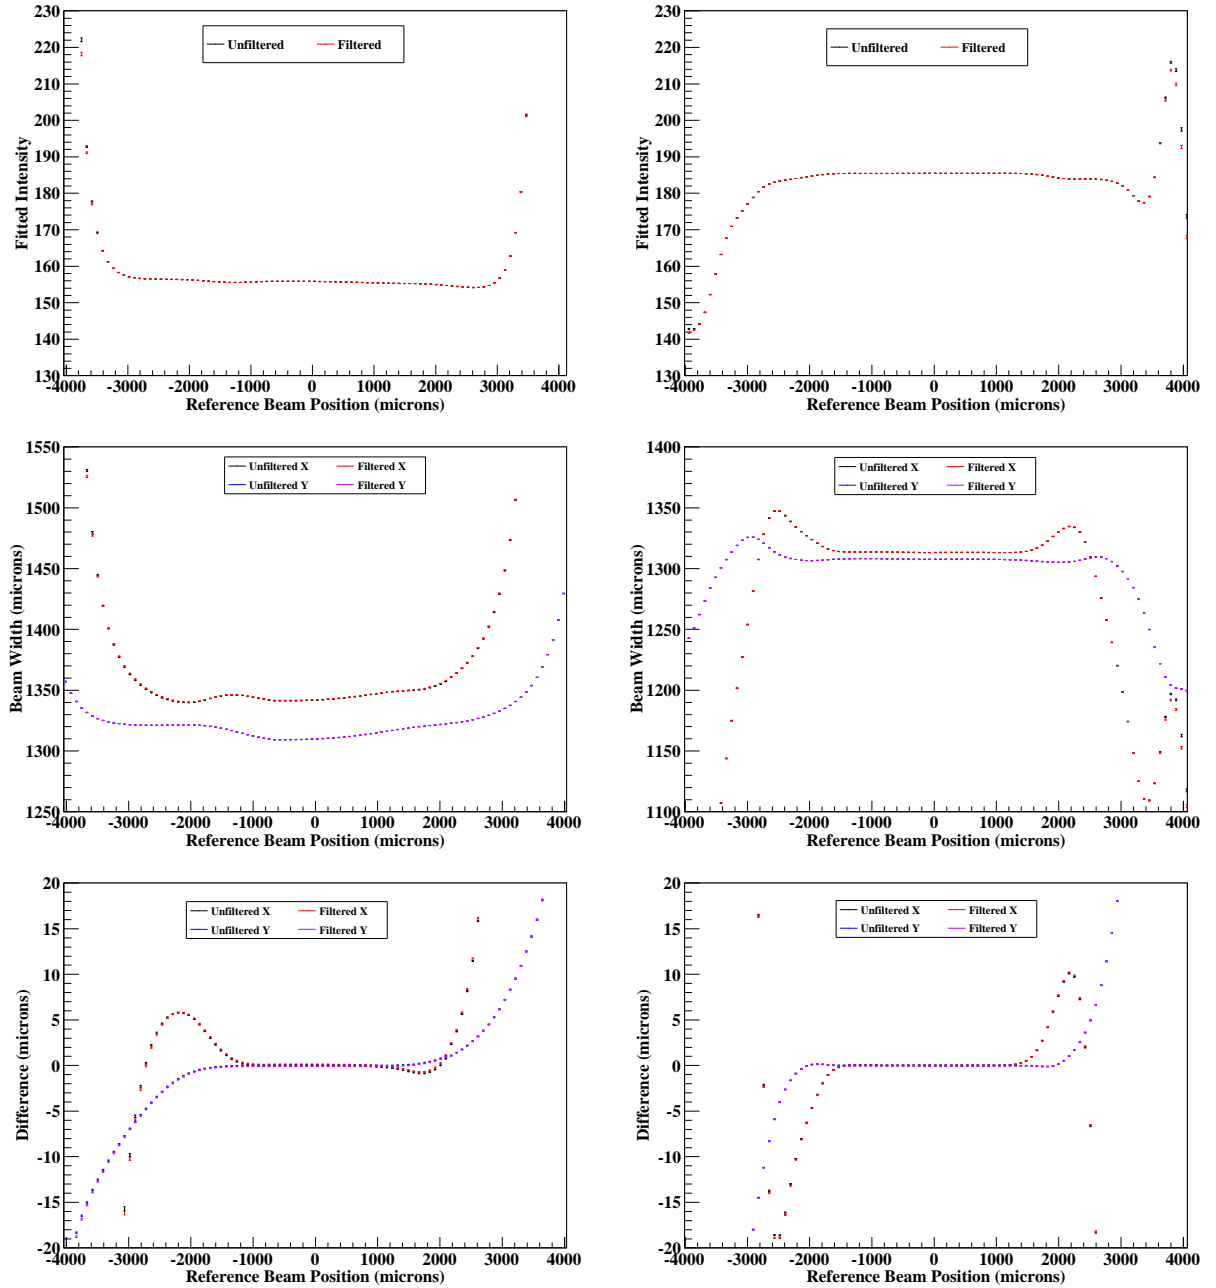 Fitted Intensity
230
220
210
200
190
180
170
160
150
140
130
Unfiltered Filtered
-4000 -3000 -2000 -1000 0 1000 2000 3000 4000
Reference Beam Position (microns)
Fitted Intensity
230
220
210
200
190
180
170
160
150
140
130
Unfiltered Filtered
-4000 -3000 -2000 -1000 0 1000 2000 3000 4000
Reference Beam Position (microns)
Beam Width (microns)
1550
1500
1450
1400
1350
1300
1250
Unfiltered X Filtered X
Unfiltered Y Filtered Y
-4000 -3000 -2000 -1000 0 1000 2000 3000 4000
Reference Beam Position (microns)
Beam Width (microns)
1400
1350
1300
1250
1200
1150
1100
Unfiltered X Filtered X
Unfiltered Y Filtered Y
-4000 -3000 -2000 -1000 0 1000 2000 3000 4000
Reference Beam Position (microns)
Difference (microns)
20
15
10
5
0
-5
-10
-15
-20
Unfiltered X Filtered X
Unfiltered Y Filtered Y
-4000 -3000 -2000 -1000 0 1000 2000 3000 4000
Reference Beam Position (microns)
Difference (microns)
20
15
10
5
0
-5
-10
-15
-20
Unfiltered X Filtered X
Unfiltered Y Filtered Y
-4000 -3000 -2000 -1000 0 1000 2000 3000 4000
Reference Beam Position (microns)